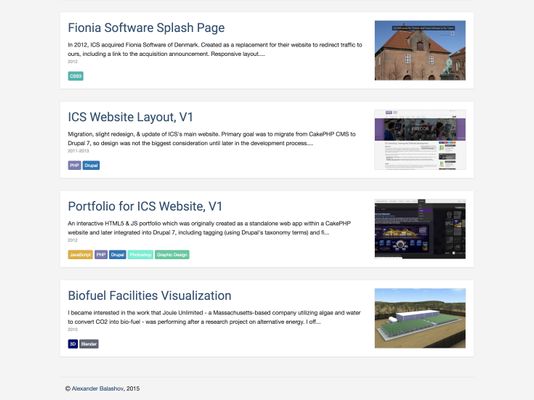 Fionia Software Splash Page
In 2012, ICS acquired Fionia Software of Denmark. Created as a replacement for their website to redirect traffic to
ours, including a link to the acquisition announcement. Responsive layout....
2012
CSS3
ICS Website Layout, V1
Migration, slight redesign, & update of ICS's main website. Primary goal was to migrate from CakePHP CMS to
Drupal 7, so design was not the biggest consideration until later in the development process....
2011-2013
PHP Drupal
Portfolio for ICS Website, V1
An interactive HTML5 & JS portfolio which was originally created as a standalone web app within a CakePHP
website and later integrated into Drupal 7, including tagging (using Drupal's taxonomy terms) and fi...
2012
JavaScript PHP Drupal Photoshop Graphic Design
Biofuel Facilities Visualization
I became interested in the work that Joule Unlimited - a Massachusetts-based company utilizing algae and water
to convert CO2 into bio-fuel - was performing after a research project on alternative energy. I off...
3D Blender
© Alexander Balashov, 2015